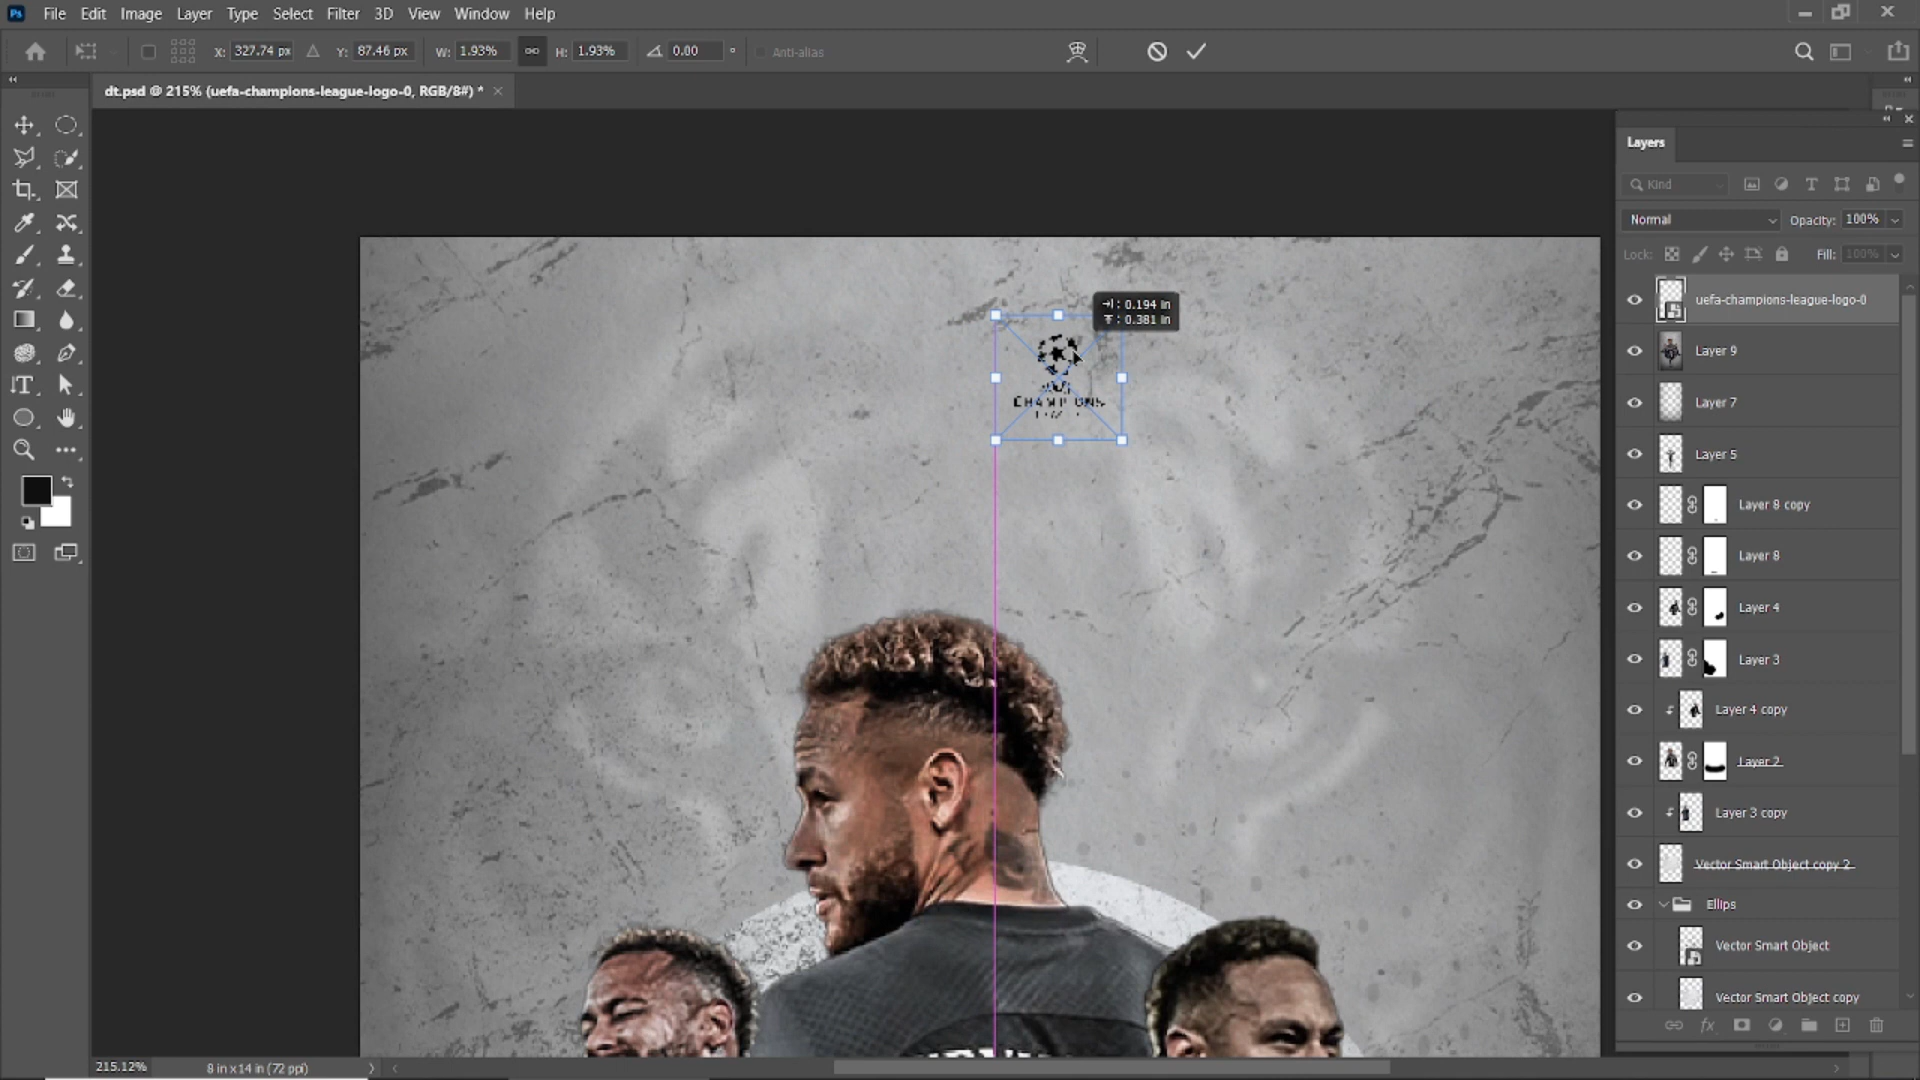 File Edit Image Layer Type Select Filter 3D View Window Help
X: 327.74 px Y: 87.46 px W: 1.93% H: 1.93% 0.00 ° Anti-alias
dt.psd @ 215% (uefa-champions-league-logo-0, RGB/8#) *
Layers
Kind
Normal Opacity: 100%
Lock: Fill: 100%
: 0.194 in
: 0.381 in
uefa-champions-league-logo-0
Layer 9
CHAMPIONS
Layer 7
Layer 5
Layer 8 copy
Layer 8
Layer 4
Layer 3
Layer 4 copy
Layer 2
Layer 3 copy
Vector Smart Object copy 2
Ellips
Vector Smart Object
Vector Smart Object copy
fx
215.12% 8 in x 14 in (72 ppi)